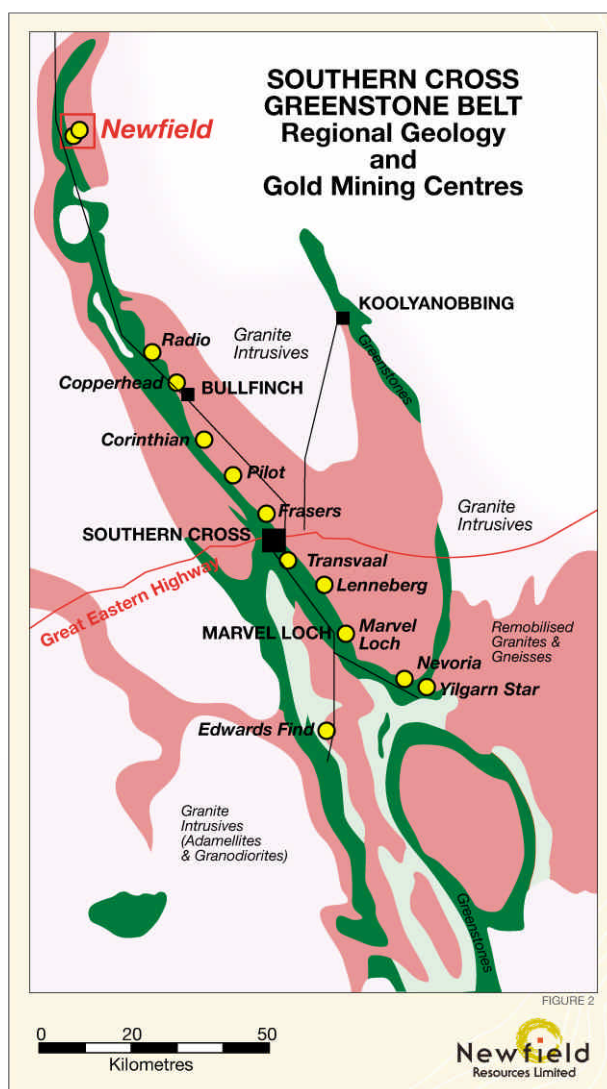 SOUTHERN CROSS
GREENSTONE BELT
Regional Geology
and
Gold Mining Centres
Newfield
KOOLYANOBBING
Radio
Granite
Intrusives
Greenstones
Copperhead
BULLFINCH
Corinthian
Pilot
Frasers
Granite
Intrusives
SOUTHERN CROSS
Transvaal
Great Eastern Highway
Lenneberg
MARVEL LOCH
Marvel
Loch
Remobilised
Granites &
Gneisses
Nevoria
Yilgarn Star
Edwards Find
Granite
Intrusives
(Adamellites
& Granodiorites)
Greenstones
FIGURE 2
0 20 50
Kilometres
Newfield
Resources Limited